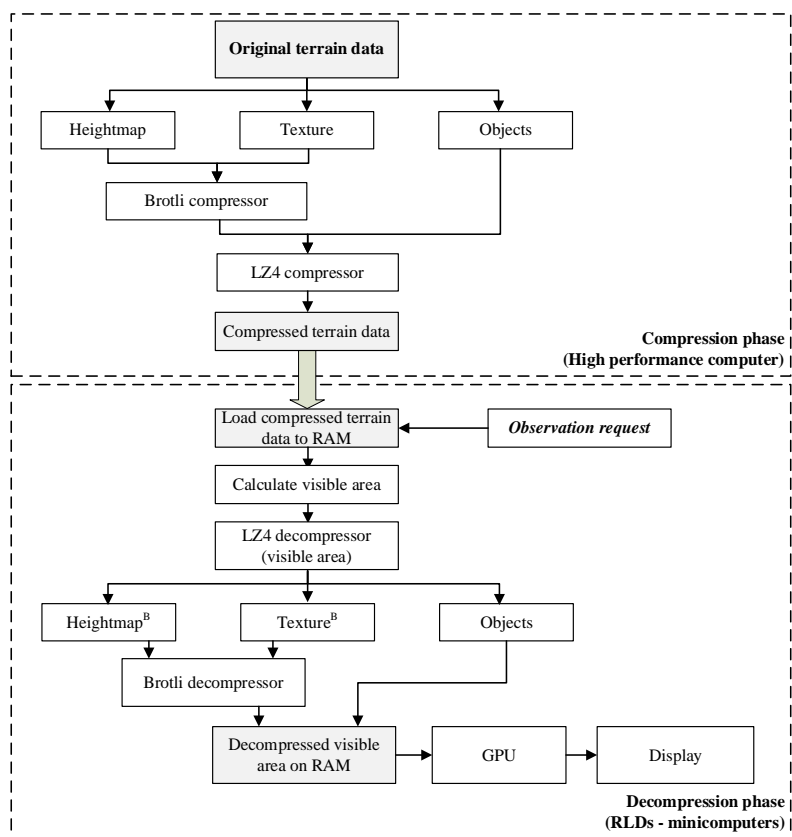 Original terrain data
Heightmap
Texture
Objects
Brotli compressor
LZ4 compressor
Compressed terrain data
Compression phase
(High performance computer)
Load compressed terrain
data to RAM
Observation request
Calculate visible area
LZ4 decompressor
(visible area)
Heightmap^B
Texture^B
Objects
Brotli decompressor
Decompressed visible
area on RAM
GPU
Display
Decompression phase
(RLDs - minicomputers)